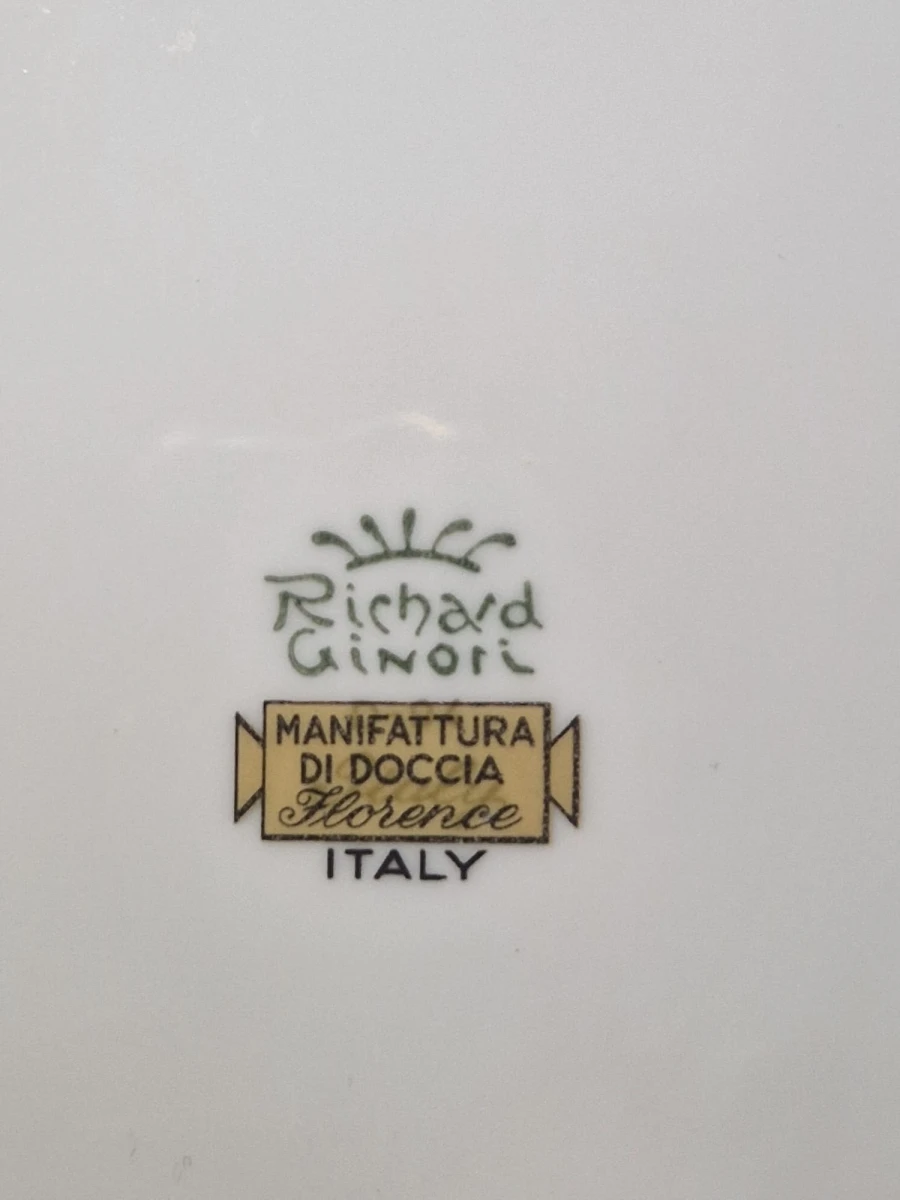 Richard
Ginori
MANIFATTURA
DI DOCCIA
Florence
ITALY